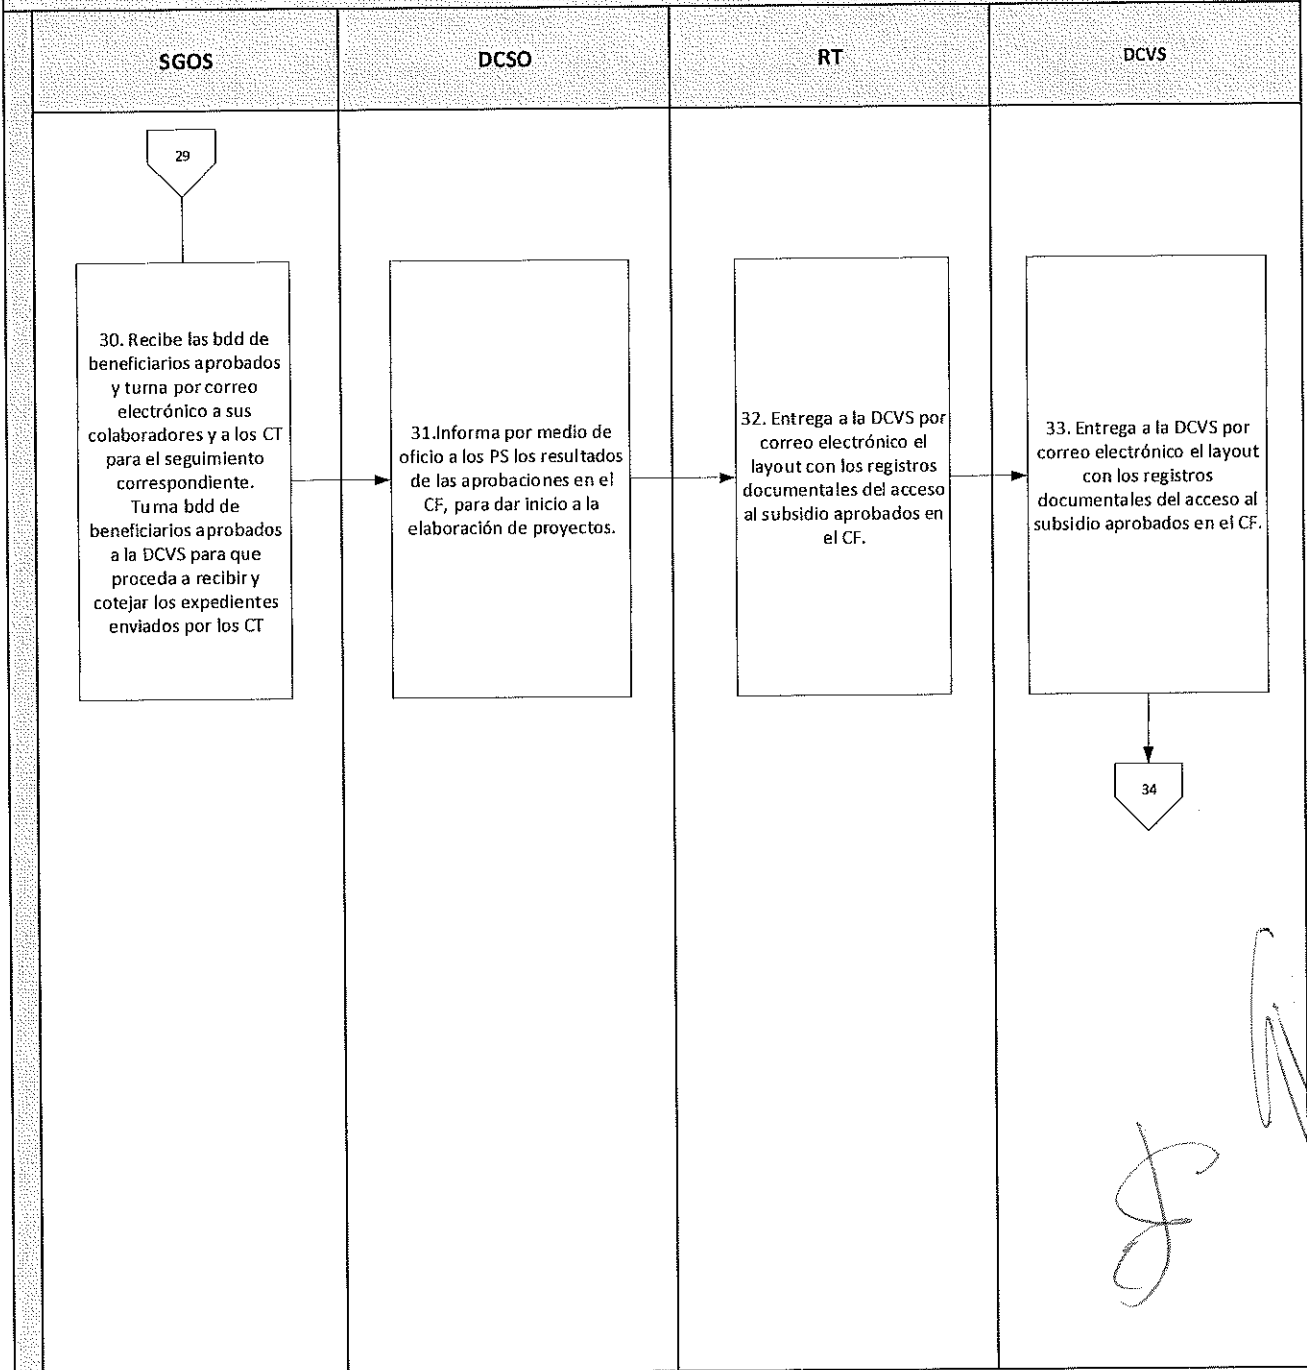 SGOS
DCSO
RT
DCVS
29
30. Recibe las bdd de
beneficiarios aprobados
y turna por correo
electrónico a sus
colaboradores y a los CT
para el seguimiento
correspondiente.
Turna bdd de
beneficiarios aprobados
a la DCVS para que
proceda a recibir y
cotejar los expedientes
enviados por los CT
31.Informa por medio de
oficio a los PS los resultados
de las aprobaciones en el
CF, para dar inicio a la
elaboración de proyectos.
32. Entrega a la DCVS por
correo electrónico el
layout con los registros
documentales del acceso
al subsidio aprobados en
el CF.
33. Entrega a la DCVS por
correo electrónico el layout
con los registros
documentales del acceso al
subsidio aprobados en el CF.
34